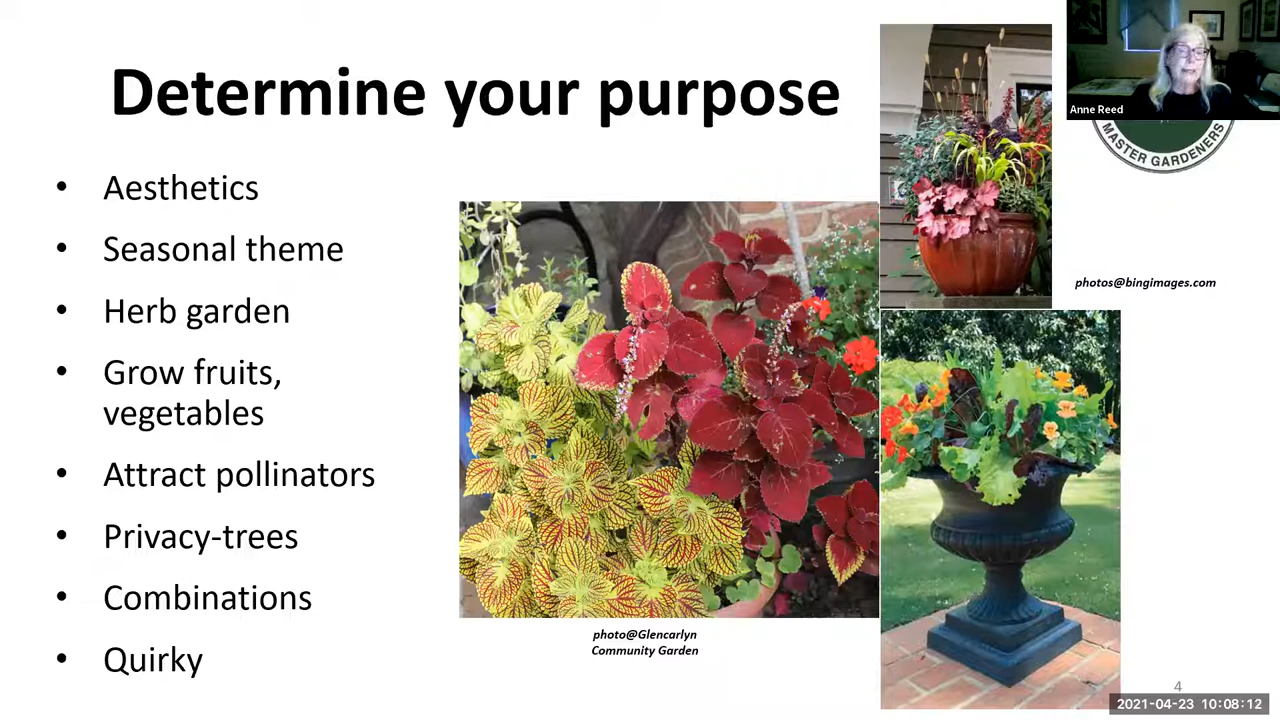 Determine your purpose
• Aesthetics
• Seasonal theme
• Herb garden
• Grow fruits,
vegetables
• Attract pollinators
• Privacy-trees
• Combinations
• Quirky
photo@Glencarlyn
Community Garden
Anne Reed
MASTER GARDENERS
photos@bingimages.com
4
2021-04-23 10:08:12